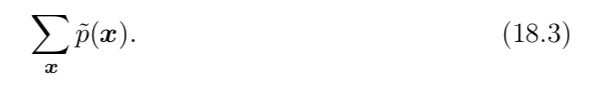 ∑ₓ p̃(x). (18.3)